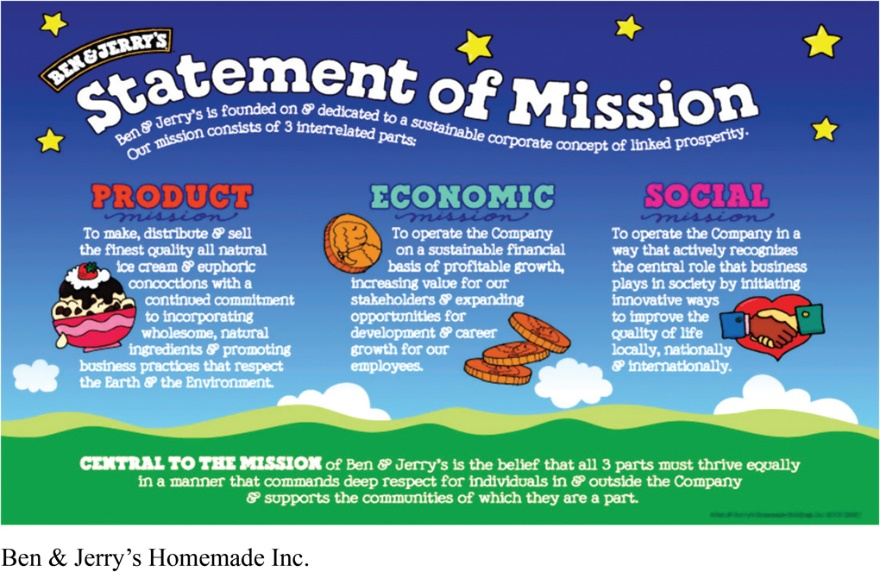 BEN & JERRY'S
Statement of Mission
Ben & Jerry's is founded on & dedicated to a sustainable corporate concept of linked prosperity.
Our mission consists of 3 interrelated parts:
PRODUCT
mission
To make, distribute & sell
the finest quality all natural
ice cream & euphoric
concoctions with a
continued commitment
to incorporating
wholesome, natural
ingredients & promoting
business practices that respect
the Earth & the Environment.
ECONOMIC
mission
To operate the Company
on a sustainable financial
basis of profitable growth,
increasing value for our
stakeholders & expanding
opportunities for
development & career
growth for our
employees.
SOCIAL
mission
To operate the Company in a
way that actively recognizes
the central role that business
plays in society by initiating
innovative ways
to improve the
quality of life
locally, nationally
& internationally.
CENTRAL TO THE MISSION of Ben & Jerry's is the belief that all 3 parts must thrive equally
in a manner that commands deep respect for individuals in & outside the Company
& supports the communities of which they are a part.
Ben & Jerry's Homemade Inc.